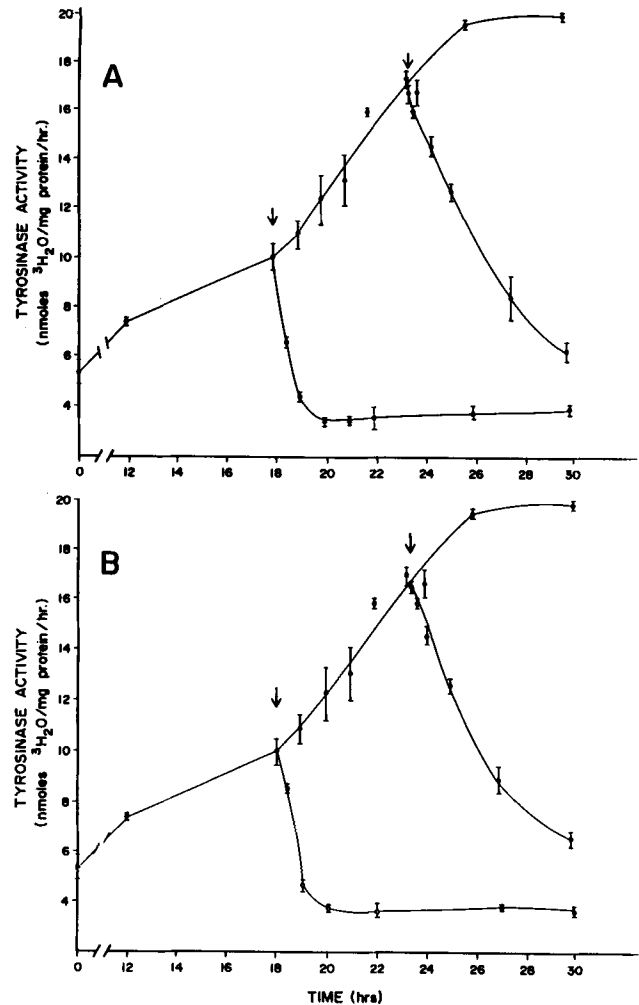 A
TYROSINASE ACTIVITY
(nmoles ³H₂O/mg protein/hr.)
20
18
16
14
12
10
8
6
4
0 12 14 16 18 20 22 24 26 28 30
B
TYROSINASE ACTIVITY
(nmoles ³H₂O/mg protein/hr.)
20
18
16
14
12
10
8
6
4
0 12 14 16 18 20 22 24 26 28 30
TIME (hrs)